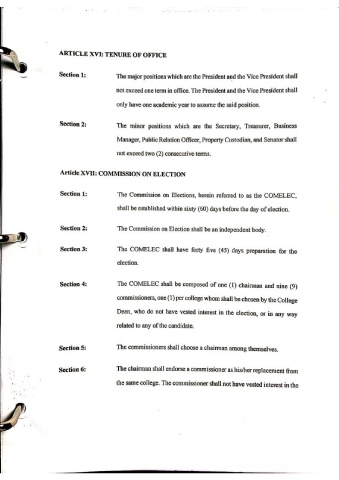 ARTICLE XVI: TENURE OF OFFICE
Section 1: The major positions which are the President and the Vice President shall
not exceed one term in office. The President and the Vice President shall
only have one academic year to assume the said position.
Section 2: The minor positions which are the Secretary, Treasurer, Business
Manager, Public Relation Officer, Property Custodian, and Senator shall
not exceed two (2) consecutive terms.
Article XVII: COMMISSION ON ELECTION
Section 1: The Commission on Elections, herein referred to as the COMELEC,
shall be established within sixty (60) days before the day of election.
Section 2: The Commission on Election shall be an independent body.
Section 3: The COMELEC shall have forty five (45) days preparation for the
election.
Section 4: The COMELEC shall be composed of one (1) chairman and nine (9)
commissioners, one (1) per college whom shall be chosen by the College
Dean, who do not have vested interest in the election, or in any way
related to any of the candidate.
Section 5: The commissioners shall choose a chairman among themselves.
Section 6: The chairman shall endorse a commissioner as his/her replacement from
the same college. The commissioner shall not have vested interest in the